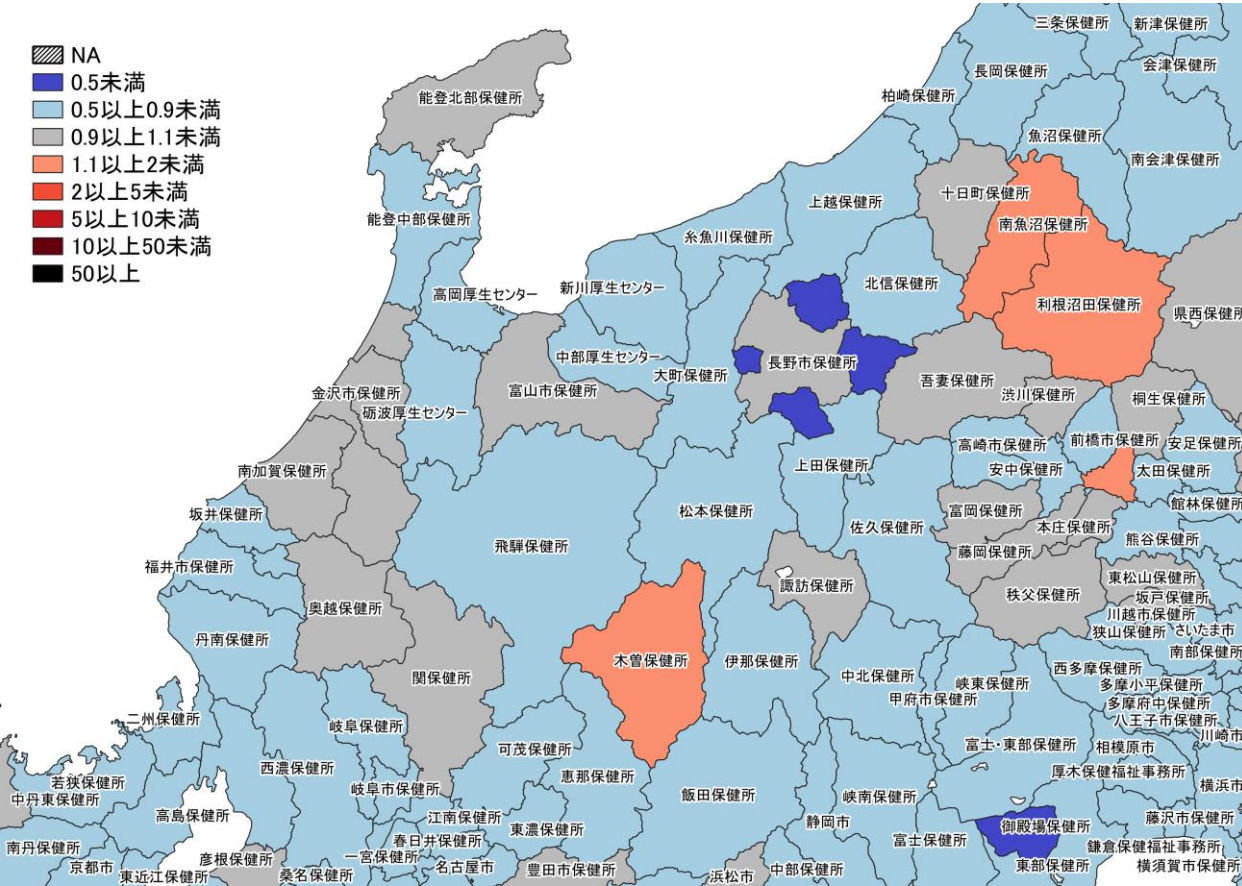 NA
0.5未満
0.5以上0.9未満
0.9以上1.1未満
1.1以上2未満
2以上5未満
5以上10未満
10以上50未満
50以上
三条保健所
新津保健所
長岡保健所
会津保健所
能登北部保健所
柏崎保健所
魚沼保健所
南会津保健所
十日町保健所
上越保健所
能登中部保健所
南魚沼保健所
糸魚川保健所
北信保健所
新川厚生センター
高岡厚生センター
利根沼田保健所
県西保健所
中部厚生センター
長野市保健所
大町保健所
吾妻保健所
富山市保健所
金沢市保健所
渋川保健所
桐生保健所
砺波厚生センター
前橋市保健所
安足保健所
高崎市保健所
上田保健所
安中保健所
太田保健所
南加賀保健所
館林保健所
坂井保健所
松本保健所
富岡保健所
佐久保健所
本庄保健所
熊谷保健所
飛騨保健所
藤岡保健所
福井市保健所
東松山保健所
諏訪保健所
秩父保健所
坂戸保健所
奥越保健所
川越市保健所
狭山保健所
さいたま市
丹南保健所
南部保健所
木曽保健所
伊那保健所
西多摩保健所
関保健所
中北保健所
峡東保健所
多摩小平保健所
甲府市保健所
多摩府中保健所
二州保健所
八王子市保健所
岐阜保健所
川崎市
可茂保健所
富士・東部保健所
相模原市
西濃保健所
厚木保健福祉事務所
恵那保健所
若狭保健所
横浜市
岐阜市保健所
飯田保健所
峡南保健所
中丹東保健所
高島保健所
江南保健所
静岡市
藤沢市保健所
東濃保健所
御殿場保健所
春日井保健所
富士保健所
南丹保健所
鎌倉保健福祉事務所
一宮保健所
彦根保健所
京都市
名古屋市
豊田市保健所
中部保健所
東部保健所
横須賀市保健所
東近江保健所
桑名保健所
浜松市